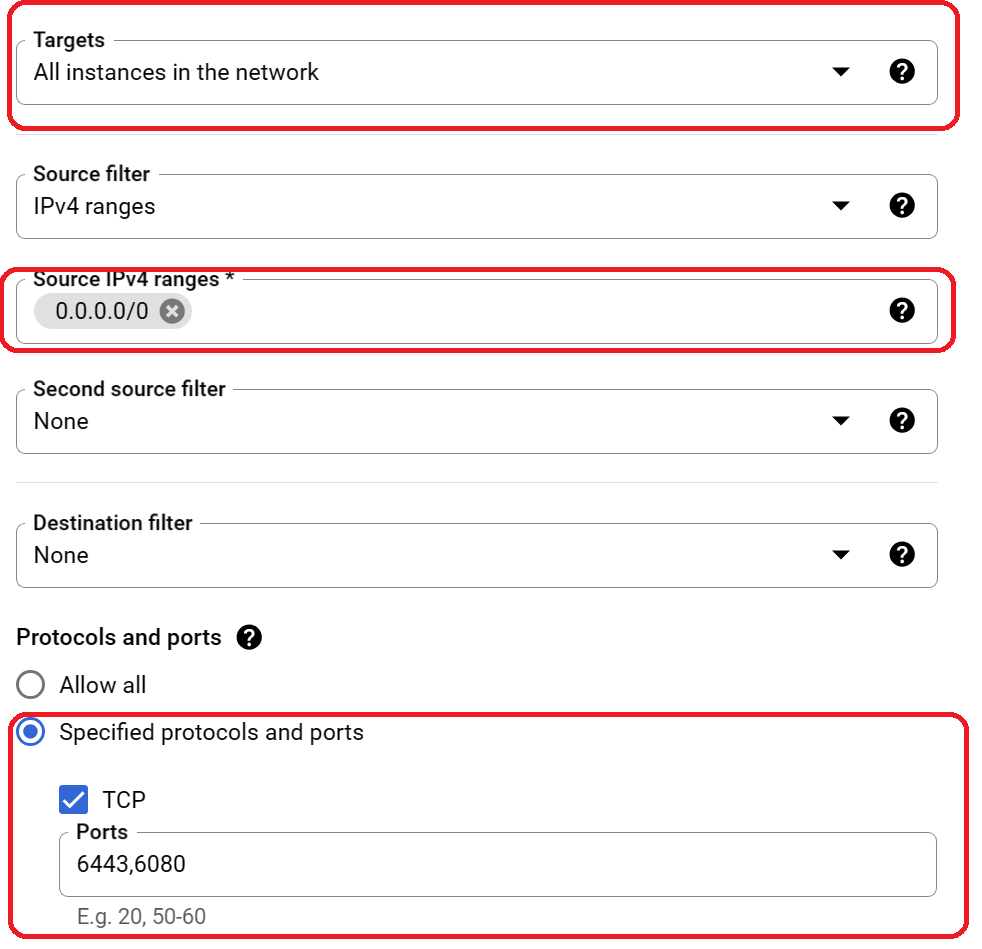 Targets
All instances in the network
Source filter
IPv4 ranges
Source IPv4 ranges *
0.0.0.0/0
Second source filter
None
Destination filter
None
Protocols and ports
Allow all
Specified protocols and ports
TCP
Ports
6443,6080
E.g. 20, 50-60